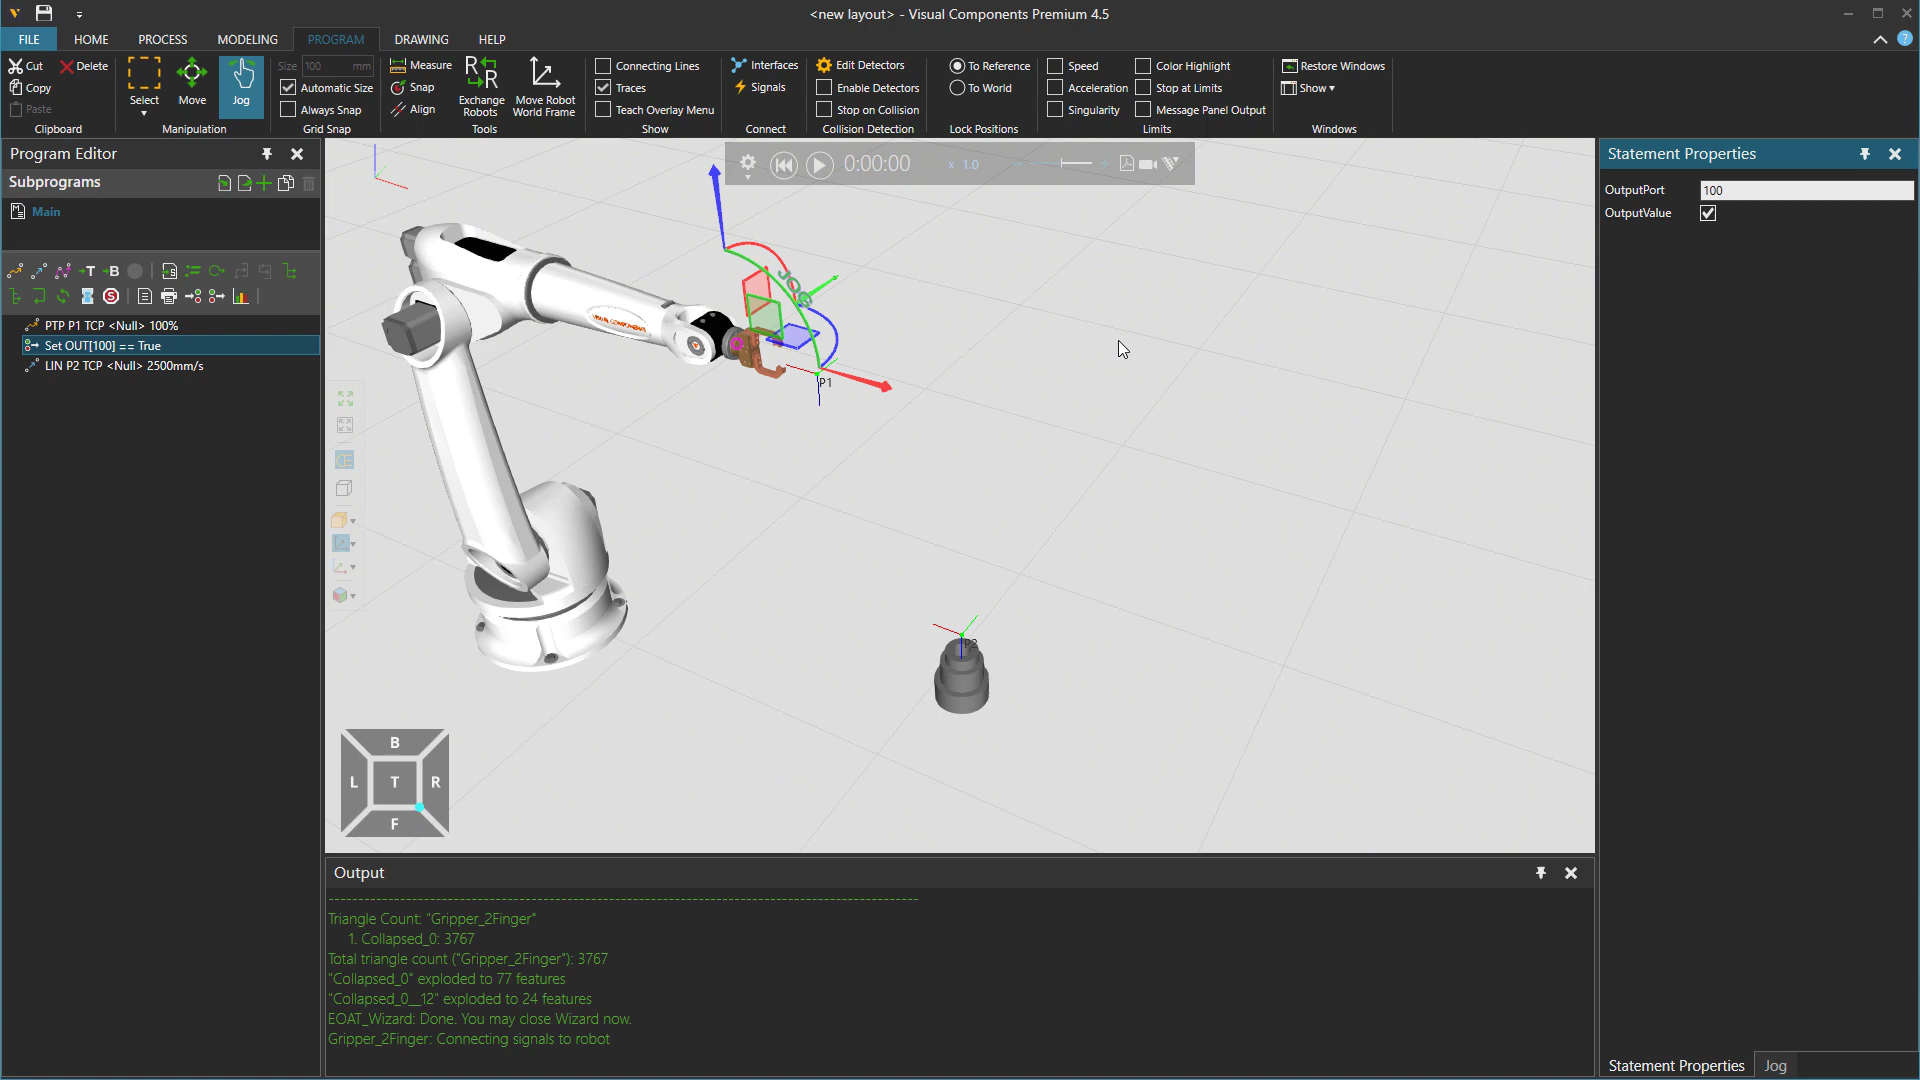 <new layout> - Visual Components Premium 4.5
FILE HOME PROCESS MODELING PROGRAM DRAWING HELP
Cut Delete
Copy
Paste
Clipboard
Select Move Jog
Manipulation
Size 100 mm
Automatic Size
Always Snap
Grid Snap
Measure
Snap
Align
Exchange Robots
Move Robot World Frame
Tools
Connecting Lines
Traces
Teach Overlay Menu
Show
Interfaces
Signals
Connect
Edit Detectors
Enable Detectors
Stop on Collision
Collision Detection
To Reference
To World
Lock Positions
Speed Color Highlight
Acceleration Stop at Limits
Singularity Message Panel Output
Limits
Restore Windows
Show
Windows
Program Editor
Subprograms
Main
PTP P1 TCP <Null> 100%
Set OUT[100] == True
LIN P2 TCP <Null> 2500mm/s
0:00:00 x 1.0
JOG
VISUAL COMPONENTS
P1
P2
B
L T R
F
Output
Triangle Count: "Gripper_2Finger"
1. Collapsed_0: 3767
Total triangle count ("Gripper_2Finger"): 3767
"Collapsed_0" exploded to 77 features
"Collapsed_0__12" exploded to 24 features
EOAT_Wizard: Done. You may close Wizard now.
Gripper_2Finger: Connecting signals to robot
Statement Properties
OutputPort 100
OutputValue
Statement Properties Jog